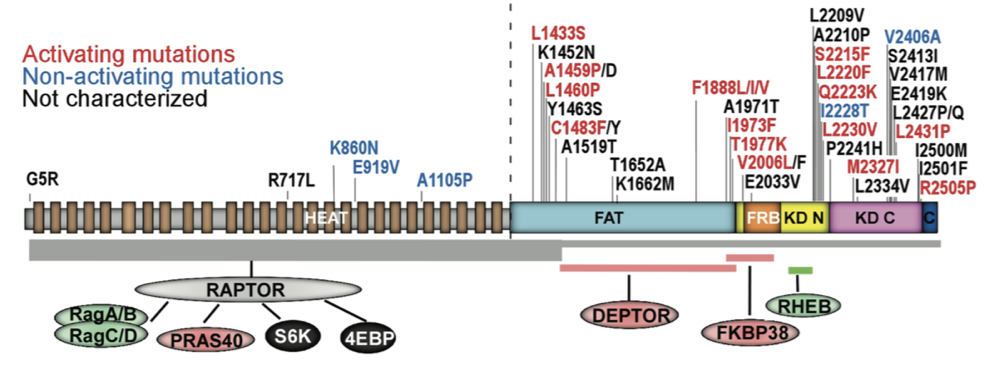 Activating mutations
Non-activating mutations
Not characterized
G5R
R717L
K860N
E919V
A1105P
L1433S
K1452N
A1459P/D
L1460P
Y1463S
C1483F/Y
A1519T
T1652A
K1662M
F1888L/I/V
A1971T
I1973F
T1977K
V2006L/F
E2033V
L2209V
A2210P
S2215F
L2220F
Q2223K
I2228T
L2230V
P2241H
M2327I
L2334V
V2406A
S2413I
V2417M
E2419K
L2427P/Q
L2431P
I2500M
I2501F
R2505P
HEAT
FAT
FRB
KD N
KD C
C
RAPTOR
RagA/B
RagC/D
PRAS40
S6K
4EBP
DEPTOR
FKBP38
RHEB